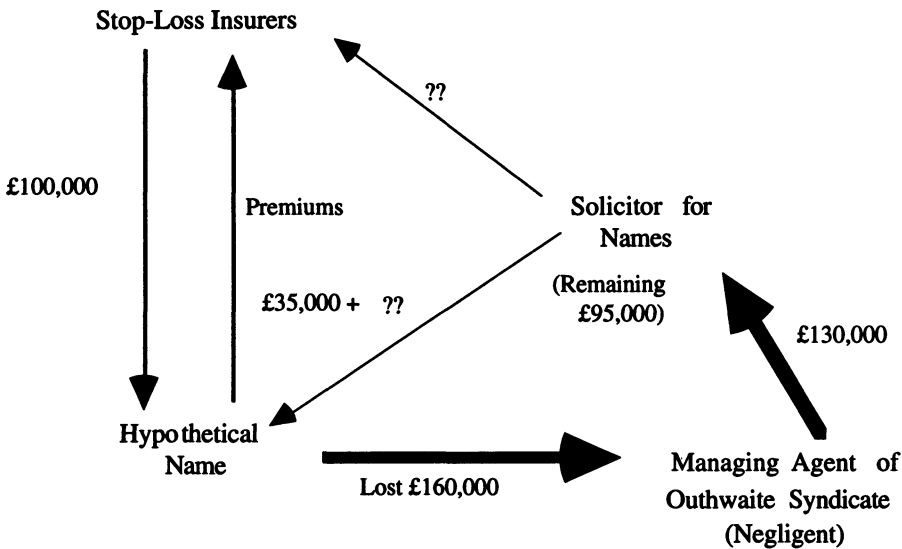 Stop-Loss Insurers
??
£100,000
Premiums
Solicitor for
Names
(Remaining
£95,000)
£35,000 + ??
£130,000
Hypothetical
Name
Lost £160,000
Managing Agent of
Outhwaite Syndicate
(Negligent)